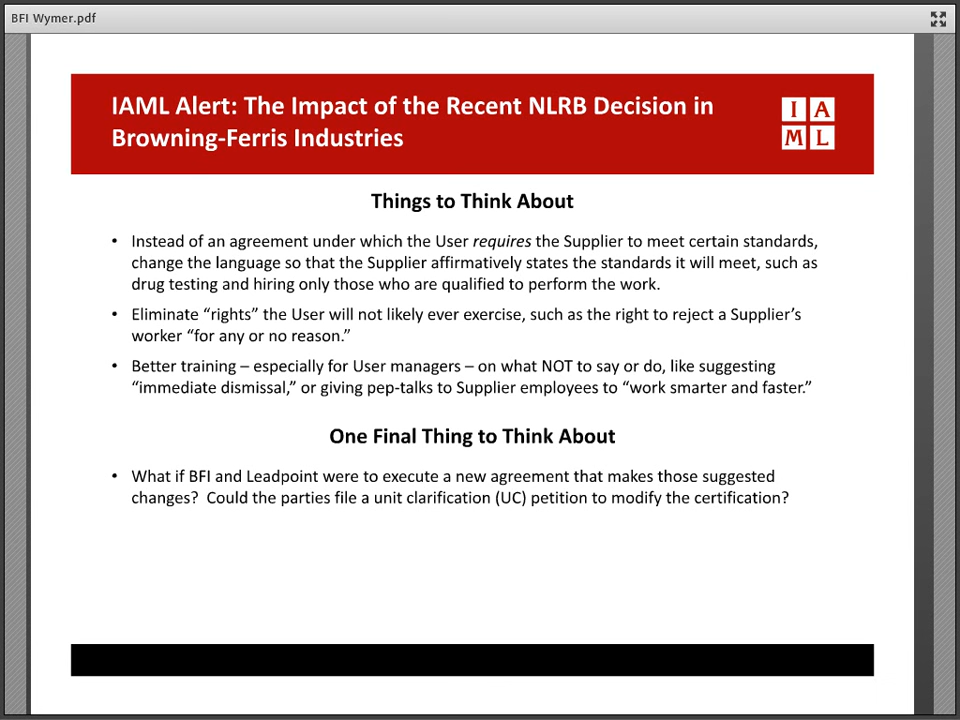 BFI Wymer.pdf
IAML Alert: The Impact of the Recent NLRB Decision in
Browning-Ferris Industries
I A
M L
Things to Think About
• Instead of an agreement under which the User requires the Supplier to meet certain standards,
change the language so that the Supplier affirmatively states the standards it will meet, such as
drug testing and hiring only those who are qualified to perform the work.
• Eliminate “rights” the User will not likely ever exercise, such as the right to reject a Supplier’s
worker “for any or no reason.”
• Better training – especially for User managers – on what NOT to say or do, like suggesting
“immediate dismissal,” or giving pep-talks to Supplier employees to “work smarter and faster.”
One Final Thing to Think About
• What if BFI and Leadpoint were to execute a new agreement that makes those suggested
changes?  Could the parties file a unit clarification (UC) petition to modify the certification?